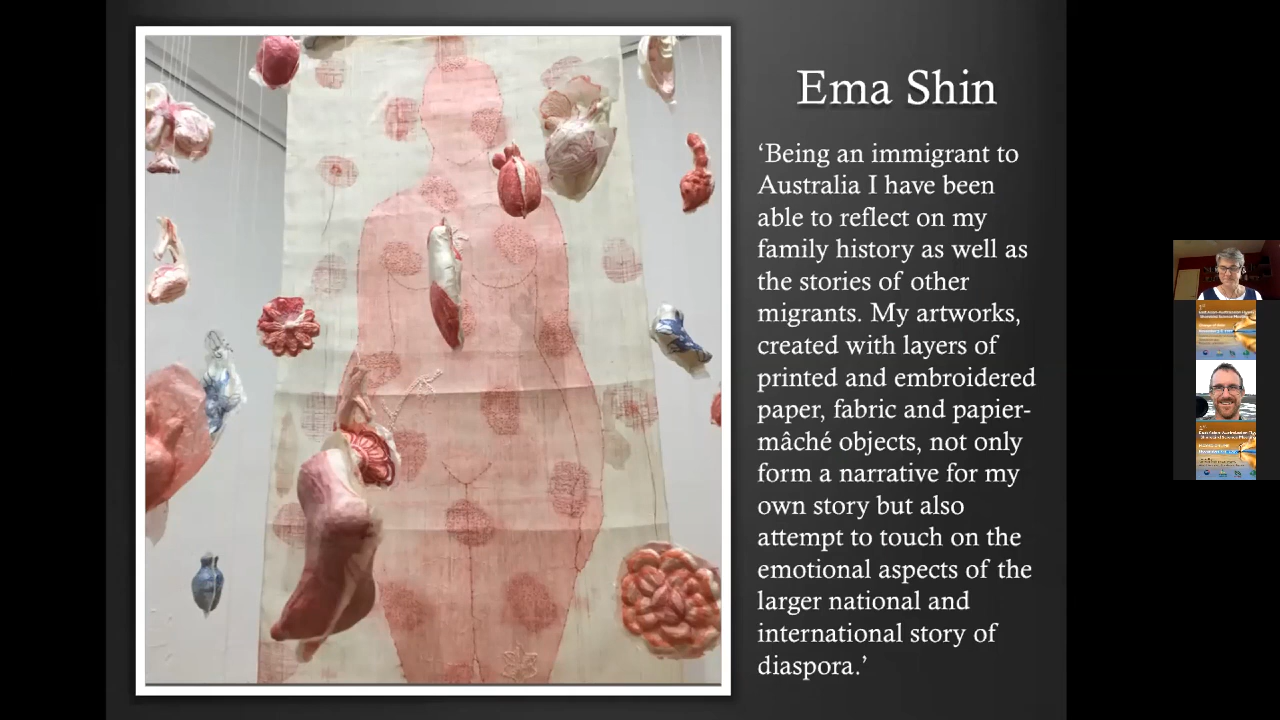 Ema Shin
‘Being an immigrant to
Australia I have been
able to reflect on my
family history as well as
the stories of other
migrants. My artworks,
created with layers of
printed and embroidered
paper, fabric and papier-
mâché objects, not only
form a narrative for my
own story but also
attempt to touch on the
emotional aspects of the
larger national and
international story of
diaspora.’